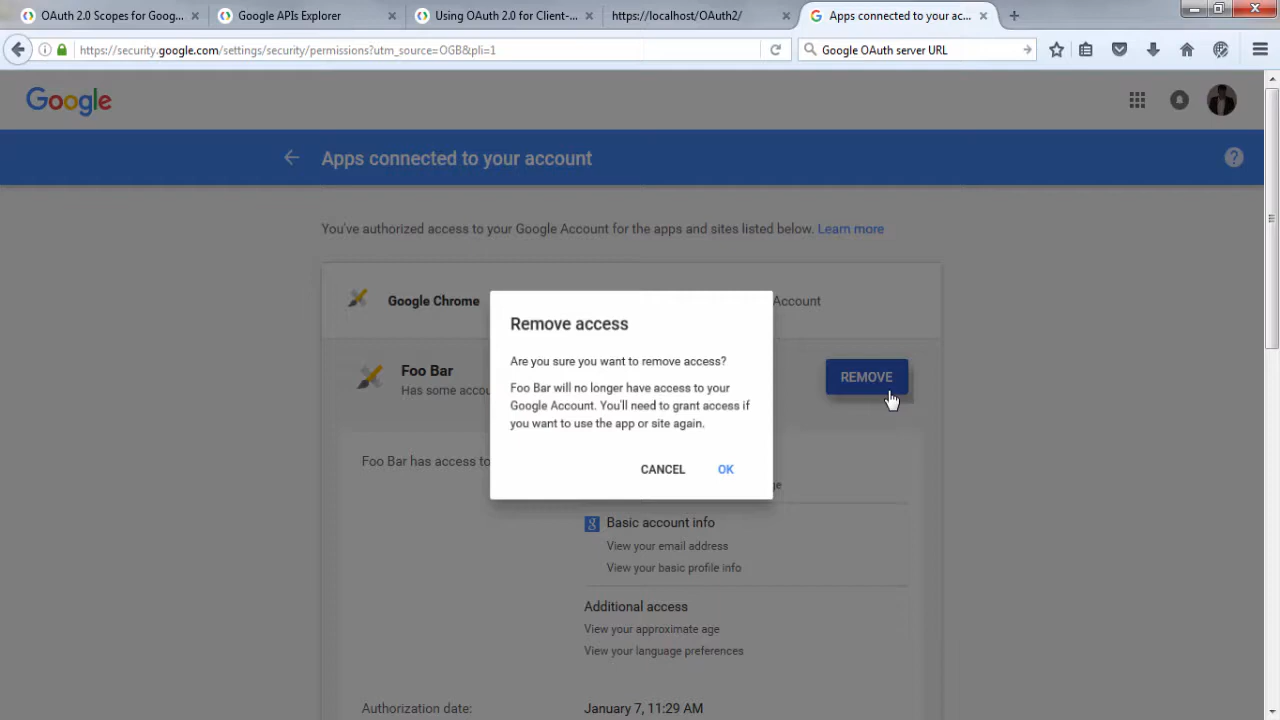 OAuth 2.0 Scopes for Goog...
Google APIs Explorer
Using OAuth 2.0 for Client-...
https://localhost/OAuth2/
Apps connected to your ac...
https://security.google.com/settings/security/permissions?utm_source=OGB&pli=1
Google OAuth server URL
Google
Apps connected to your account
You've authorized access to your Google Account for the apps and sites listed below. Learn more
Google Chrome
Account
Remove access
Are you sure you want to remove access?
Foo Bar will no longer have access to your
Google Account. You'll need to grant access if
you want to use the app or site again.
CANCEL OK
Foo Bar
Has some accou
REMOVE
Foo Bar has access to
ge
Basic account info
View your email address
View your basic profile info
Additional access
View your approximate age
View your language preferences
Authorization date: January 7, 11:29 AM